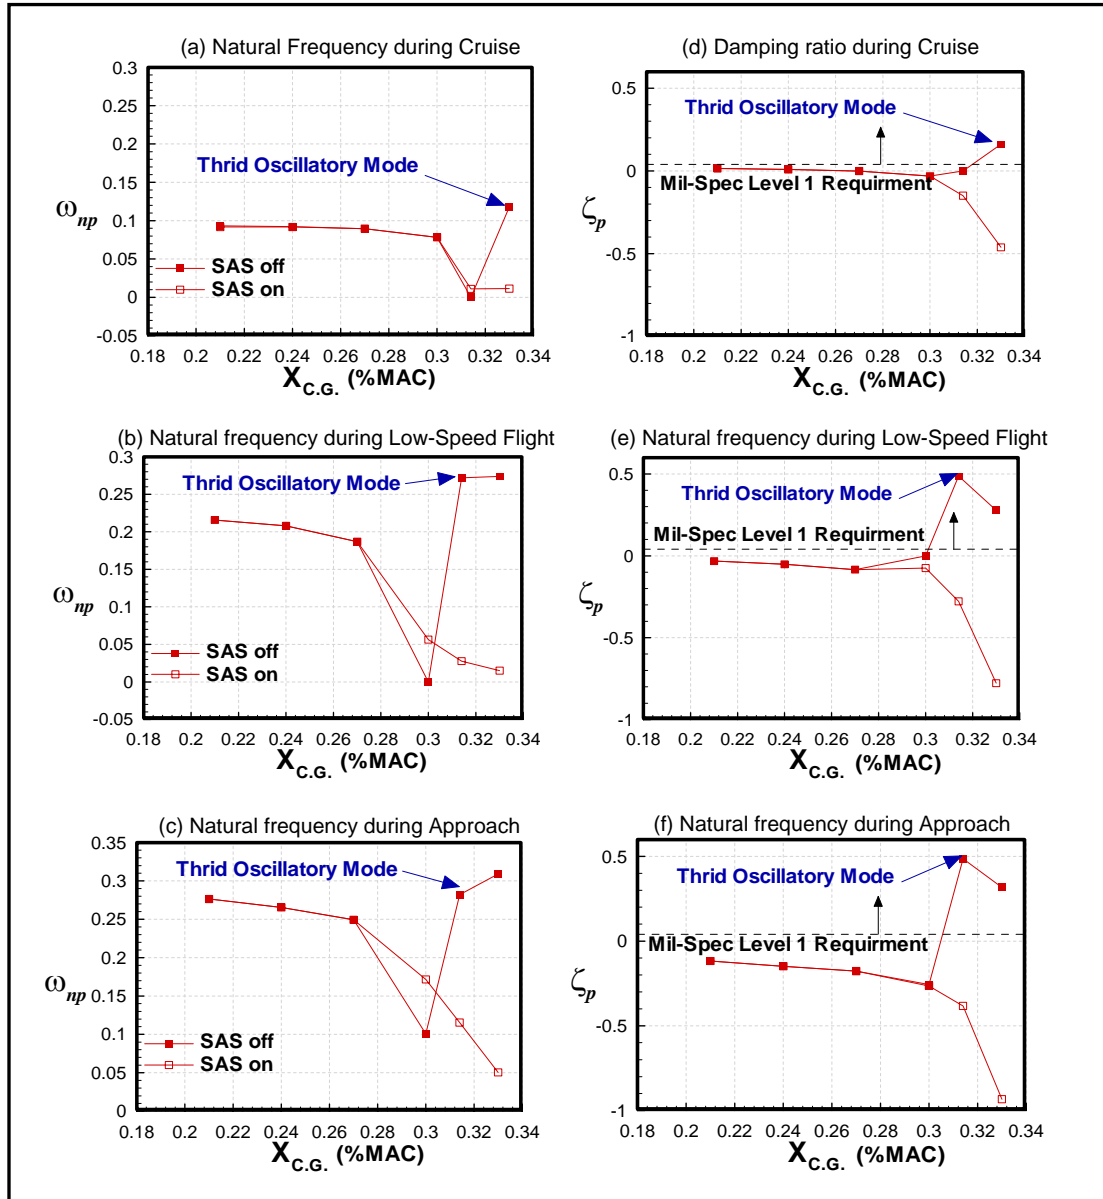 (a) Natural Frequency during Cruise
0.3
0.25
0.2
0.15
0.1
0.05
0
-0.05
ωnp
Thrid Oscillatory Mode
SAS off
SAS on
0.18 0.2 0.22 0.24 0.26 0.28 0.3 0.32 0.34
XC.G. (%MAC)
(d) Damping ratio during Cruise
0.5
0
-0.5
-1
ζp
Thrid Oscillatory Mode
Mil-Spec Level 1 Requirment
0.18 0.2 0.22 0.24 0.26 0.28 0.3 0.32 0.34
XC.G. (%MAC)
(b) Natural frequency during Low-Speed Flight
0.3
0.25
0.2
0.15
0.1
0.05
0
-0.05
ωnp
Thrid Oscillatory Mode
SAS off
SAS on
0.18 0.2 0.22 0.24 0.26 0.28 0.3 0.32 0.34
XC.G. (%MAC)
(e) Natural frequency during Low-Speed Flight
0.5
0
-0.5
-1
ζp
Thrid Oscillatory Mode
Mil-Spec Level 1 Requirment
0.18 0.2 0.22 0.24 0.26 0.28 0.3 0.32 0.34
XC.G. (%MAC)
(c) Natural frequency during Approach
0.35
0.3
0.25
0.2
0.15
0.1
0.05
0
ωnp
Thrid Oscillatory Mode
SAS off
SAS on
0.18 0.2 0.22 0.24 0.26 0.28 0.3 0.32 0.34
XC.G. (%MAC)
(f) Natural frequency during Approach
0.5
0
-0.5
-1
ζp
Thrid Oscillatory Mode
Mil-Spec Level 1 Requirment
0.18 0.2 0.22 0.24 0.26 0.28 0.3 0.32 0.34
XC.G. (%MAC)